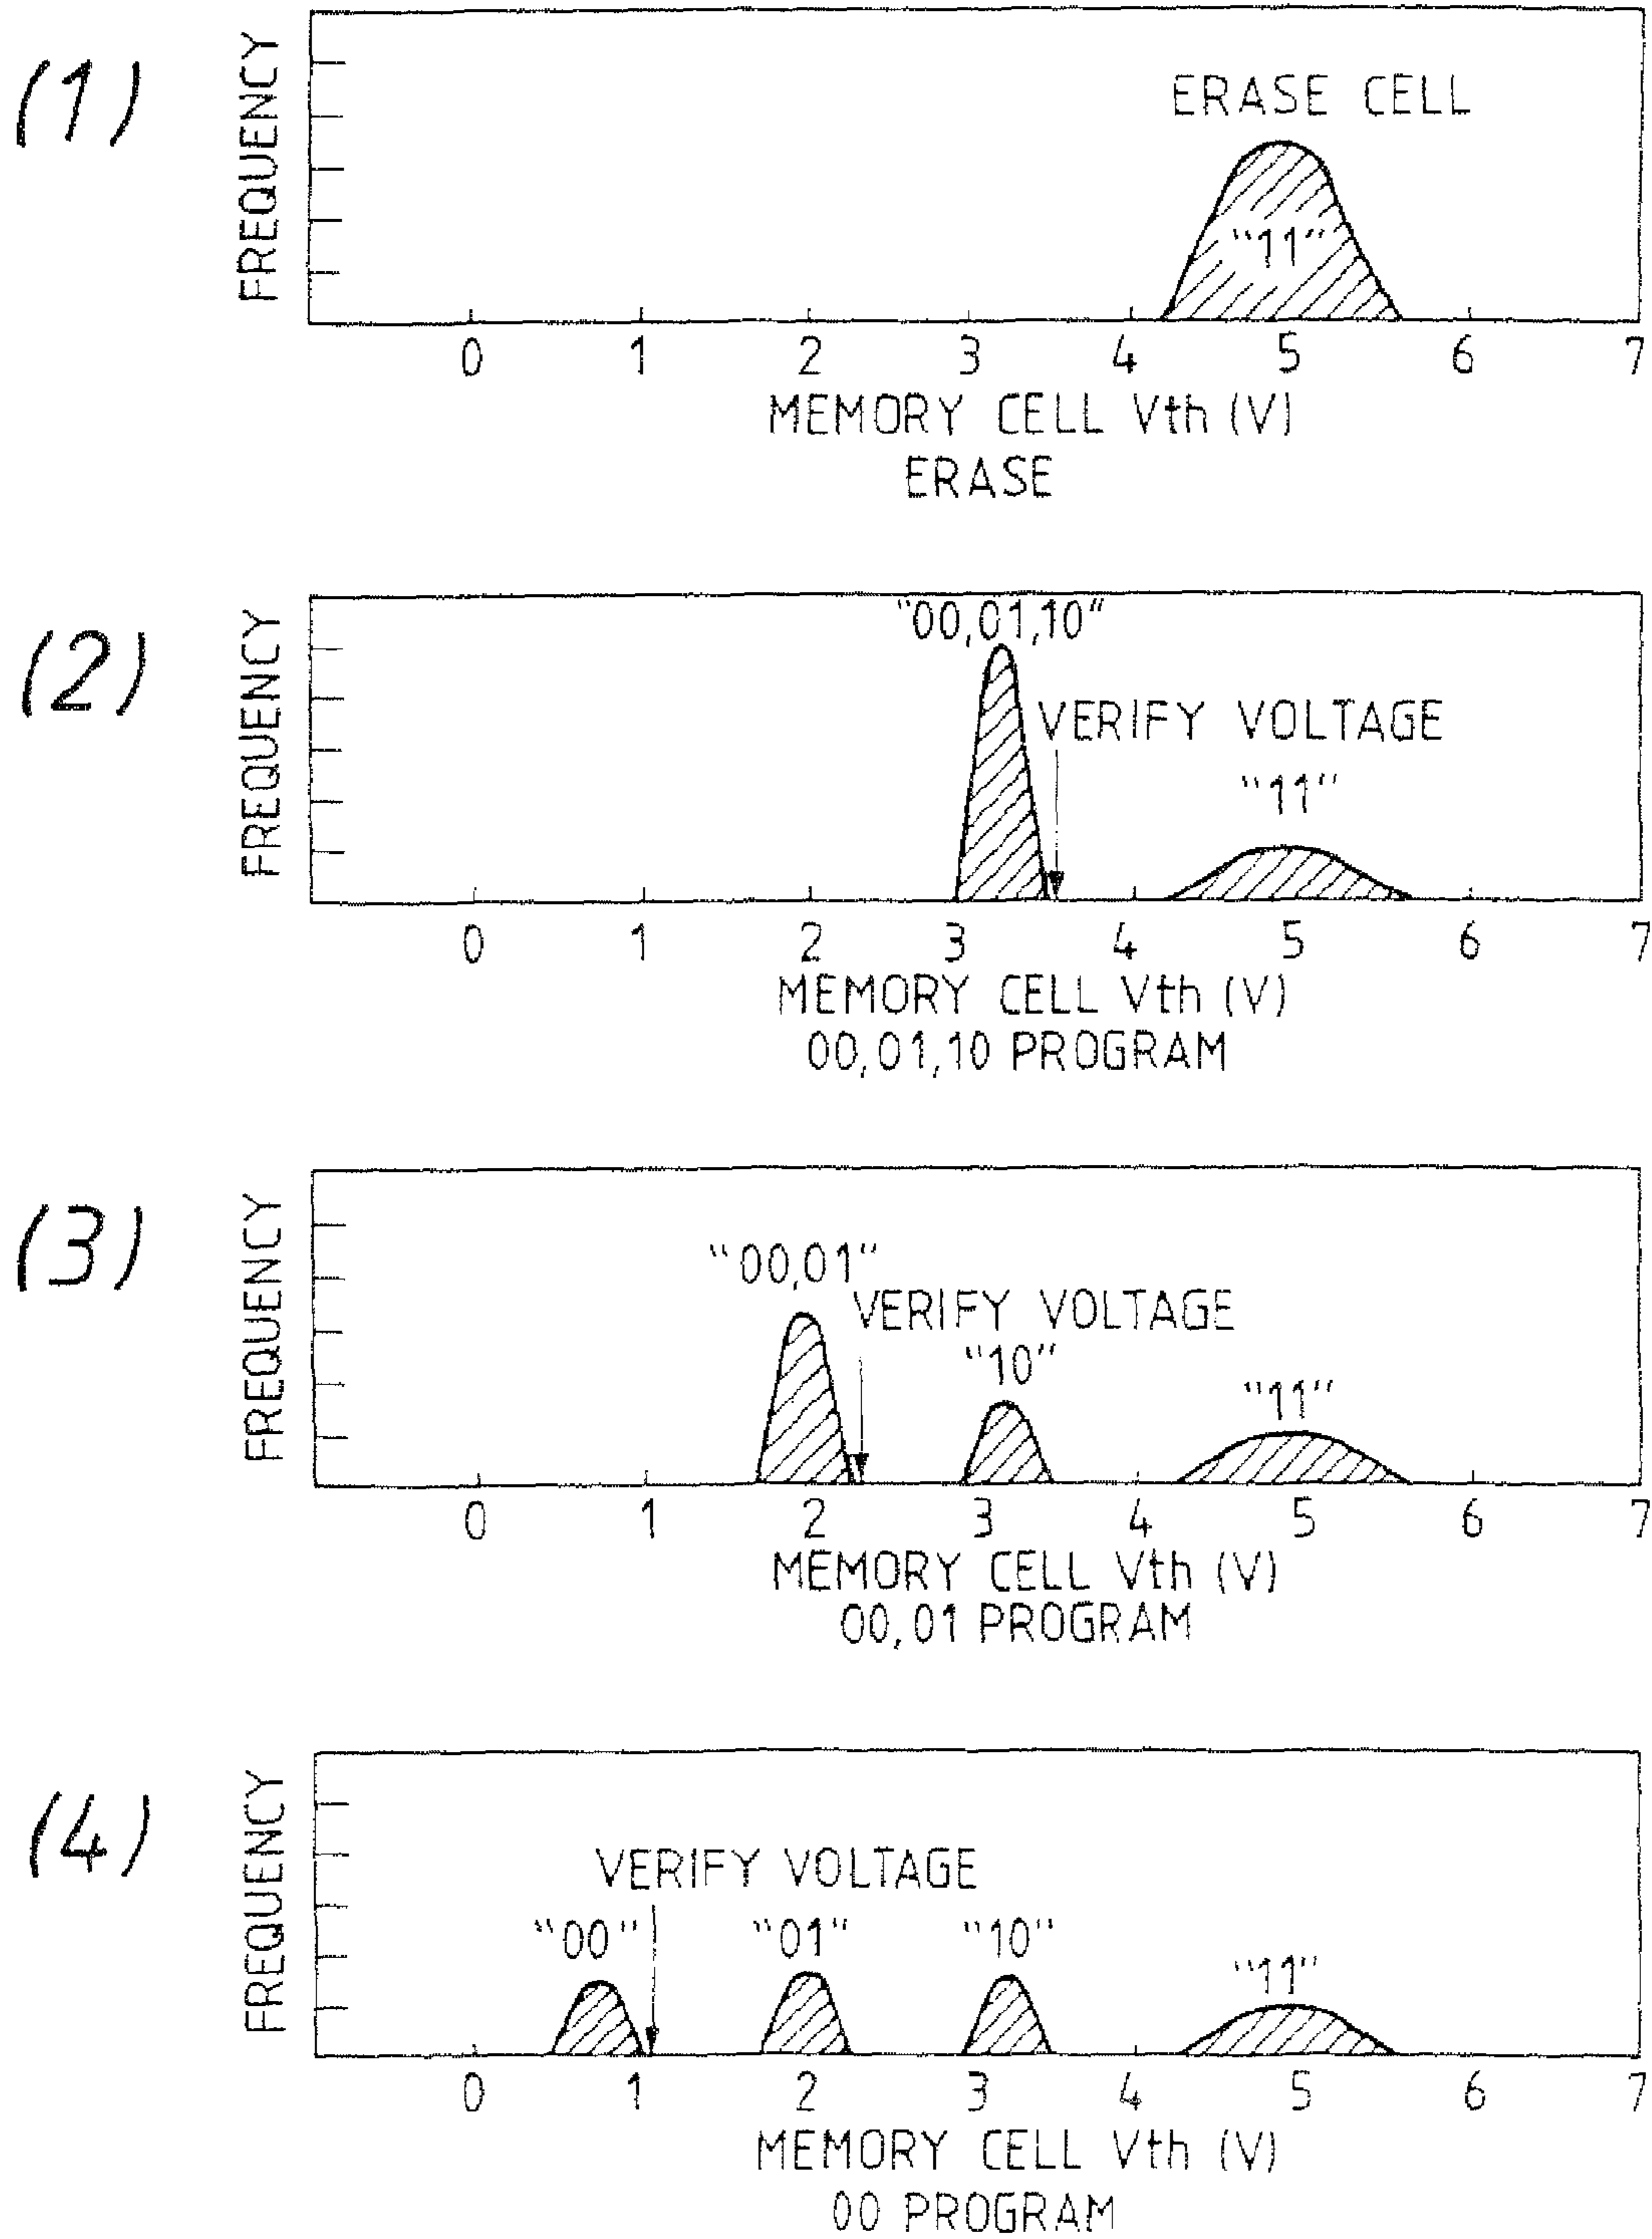 (1)
FREQUENCY
ERASE CELL
"11"
0 1 2 3 4 5 6 7
MEMORY CELL Vth (V)
ERASE
(2)
FREQUENCY
"00,01,10"
VERIFY VOLTAGE
"11"
0 1 2 3 4 5 6 7
MEMORY CELL Vth (V)
00,01,10 PROGRAM
(3)
FREQUENCY
"00,01"
VERIFY VOLTAGE
"10"
"11"
0 1 2 3 4 5 6 7
MEMORY CELL Vth (V)
00,01 PROGRAM
(4)
FREQUENCY
VERIFY VOLTAGE
"00" "01" "10"
"11"
0 1 2 3 4 5 6 7
MEMORY CELL Vth (V)
00 PROGRAM